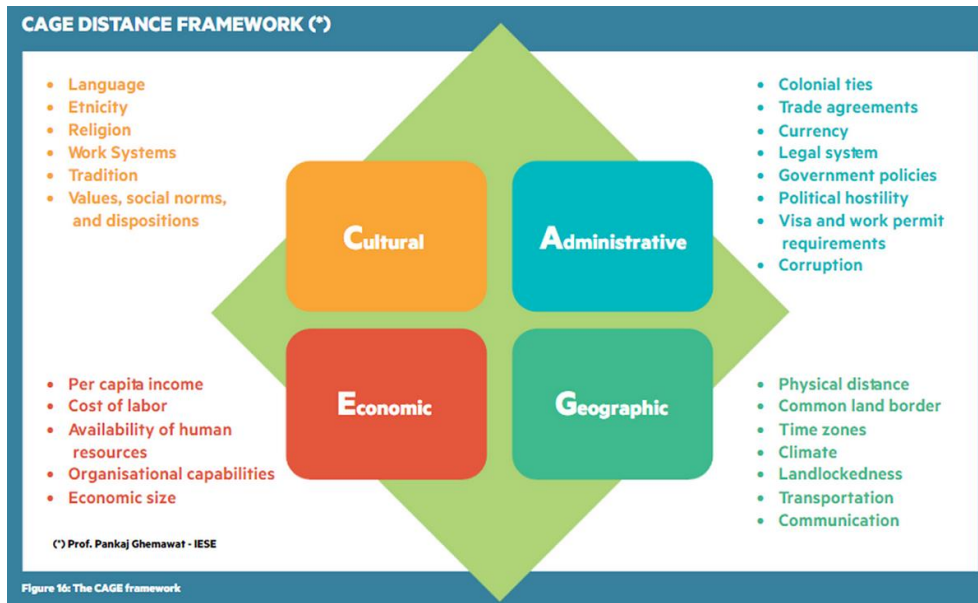 CAGE DISTANCE FRAMEWORK (*)
• Language
• Etnicity
• Religion
• Work Systems
• Tradition
• Values, social norms,
and dispositions
• Colonial ties
• Trade agreements
• Currency
• Legal system
• Government policies
• Political hostility
• Visa and work permit
requirements
• Corruption
Cultural
Administrative
Economic
Geographic
• Per capita income
• Cost of labor
• Availability of human
resources
• Organisational capabilities
• Economic size
• Physical distance
• Common land border
• Time zones
• Climate
• Landlockedness
• Transportation
• Communication
(*) Prof. Pankaj Ghemawat - IESE
Figure 16: The CAGE framework